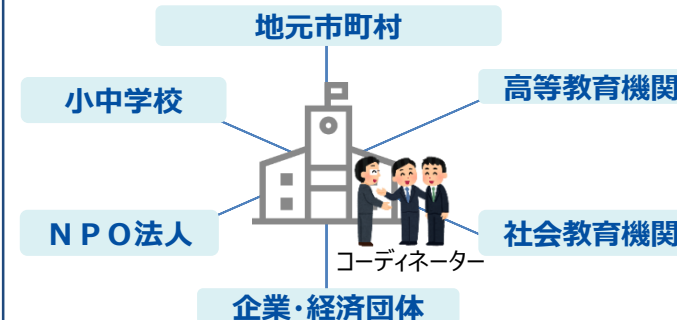 地元市町村
小中学校
高等教育機関
NPO法人
社会教育機関
コーディネーター
企業・経済団体